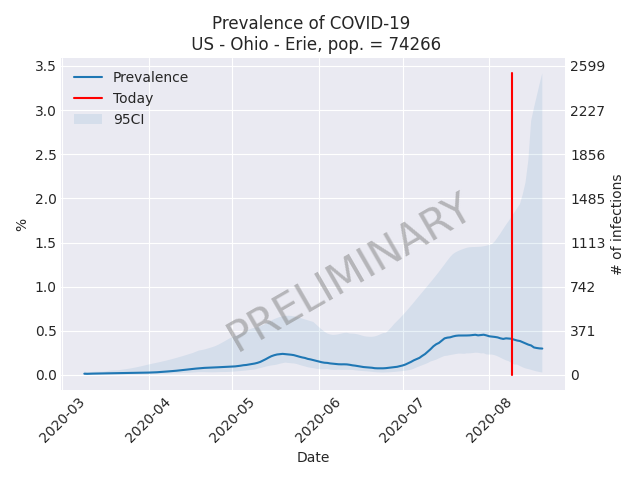 Prevalence of COVID-19
US - Ohio - Erie, pop. = 74266
Prevalence
Today
95CI
PRELIMINARY
3.5
3.0
2.5
2.0
1.5
1.0
0.5
0.0
%
2599
2227
1856
1485
1113
742
371
0
# of infections
2020-03
2020-04
2020-05
2020-06
2020-07
2020-08
Date